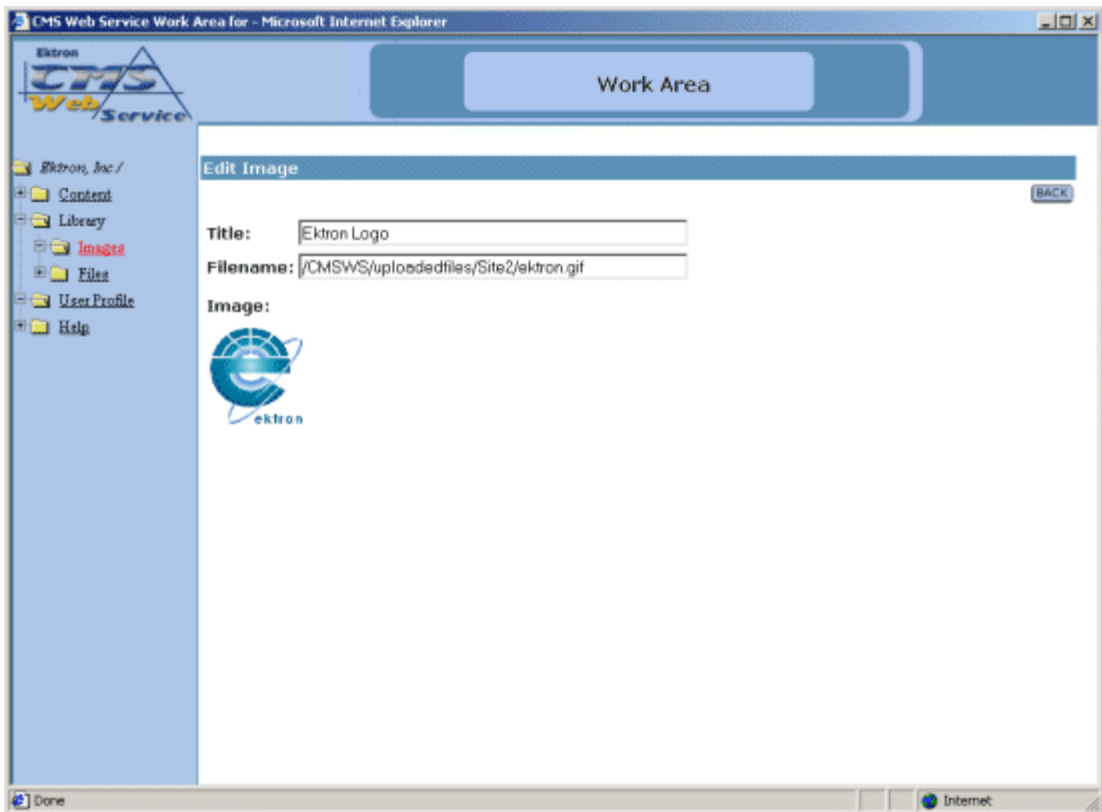 CMS Web Service Work Area for - Microsoft Internet Explorer
Ektron
CMS
Web
Service
Work Area
Ektron, Inc /
Content
Library
Images
Files
User Profile
Help
Edit Image
BACK
Title: Ektron Logo
Filename: /CMSWS/uploadedfiles/Site2/ektron.gif
Image:
ektron
Done
Internet